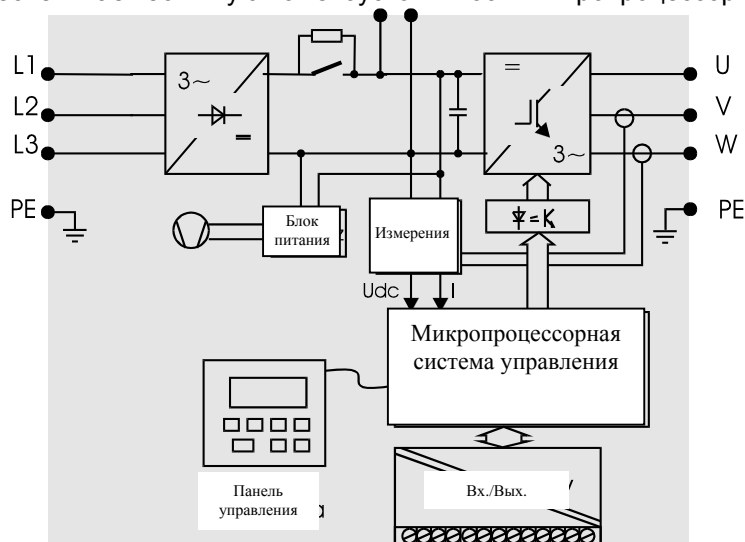 L1
3~
=
=
3~
U
L2
V
L3
W
PE
PE
Блок
питания
Измерения
Udc
I
Микропроцессорная
система управления
Панель
управления
Вх./Вых.